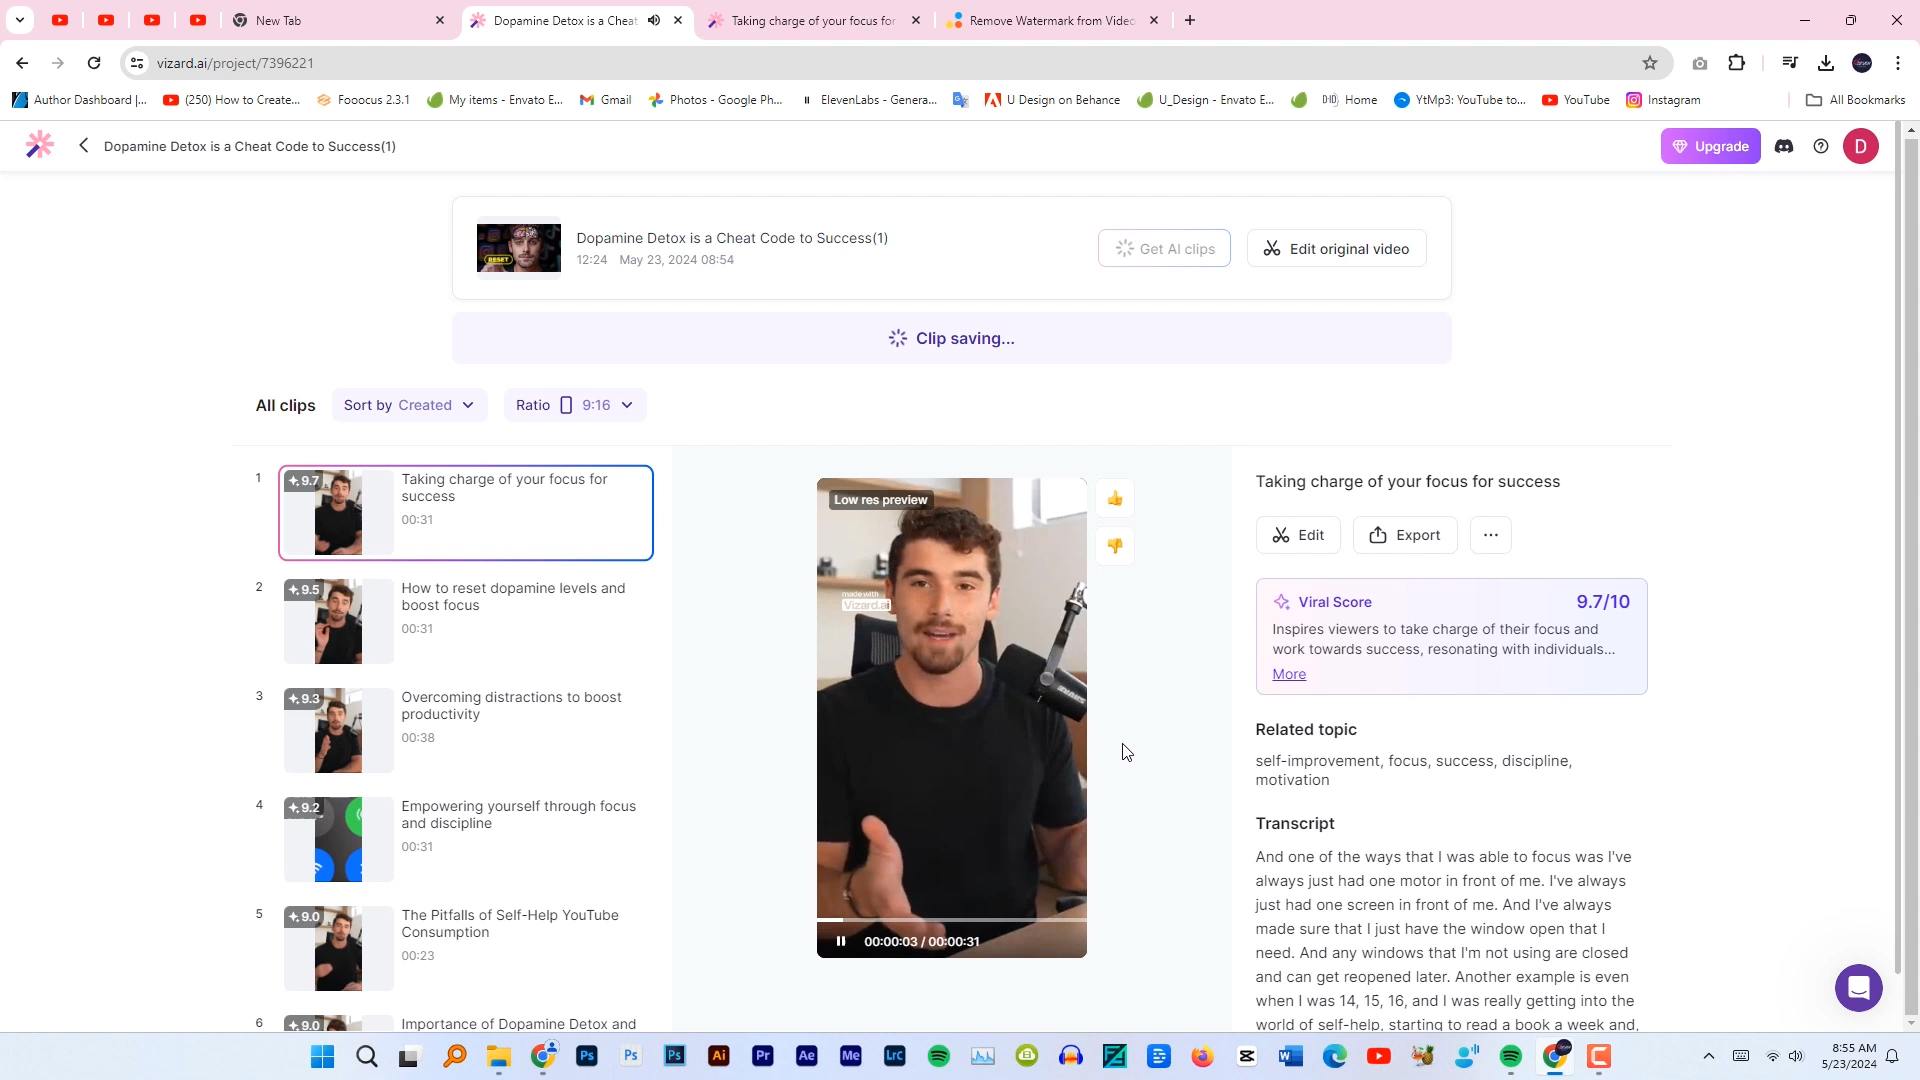 New Tab
Dopamine Detox is a Cheat
Taking charge of your focus for
Remove Watermark from Video
vizard.ai/project/7396221
Author Dashboard |...
(250) How to Create...
Fooocus 2.3.1
My items - Envato E...
Gmail
Photos - Google Ph...
ElevenLabs - Genera...
U Design on Behance
U_Design - Envato E...
Home
YtMp3: YouTube to...
YouTube
Instagram
All Bookmarks
Dopamine Detox is a Cheat Code to Success(1)
Upgrade
D
RESET
Dopamine Detox is a Cheat Code to Success(1)
12:24 May 23, 2024 08:54
Get AI clips
Edit original video
Clip saving...
All clips
Sort by Created
Ratio 9:16
1
9.7
Taking charge of your focus for
success
00:31
2
9.5
How to reset dopamine levels and
boost focus
00:31
3
9.3
Overcoming distractions to boost
productivity
00:38
4
9.2
Empowering yourself through focus
and discipline
00:31
5
9.0
The Pitfalls of Self-Help YouTube
Consumption
00:23
6
9.0
Importance of Dopamine Detox and
Low res preview
made with
Vizard.ai
00:00:03 / 00:00:31
Taking charge of your focus for success
Edit
Export
Viral Score
9.7/10
Inspires viewers to take charge of their focus and
work towards success, resonating with individuals...
More
Related topic
self-improvement, focus, success, discipline,
motivation
Transcript
And one of the ways that I was able to focus was I've
always just had one motor in front of me. I've always
just had one screen in front of me. And I've always
made sure that I just have the window open that I
need. And any windows that I'm not using are closed
and can get reopened later. Another example is even
when I was 14, 15, 16, and I was really getting into the
world of self-help, starting to read a book a week and,
Ps
Ps
Ps
Ai
Pr
Ae
Me
Lrc
8:55 AM
5/23/2024